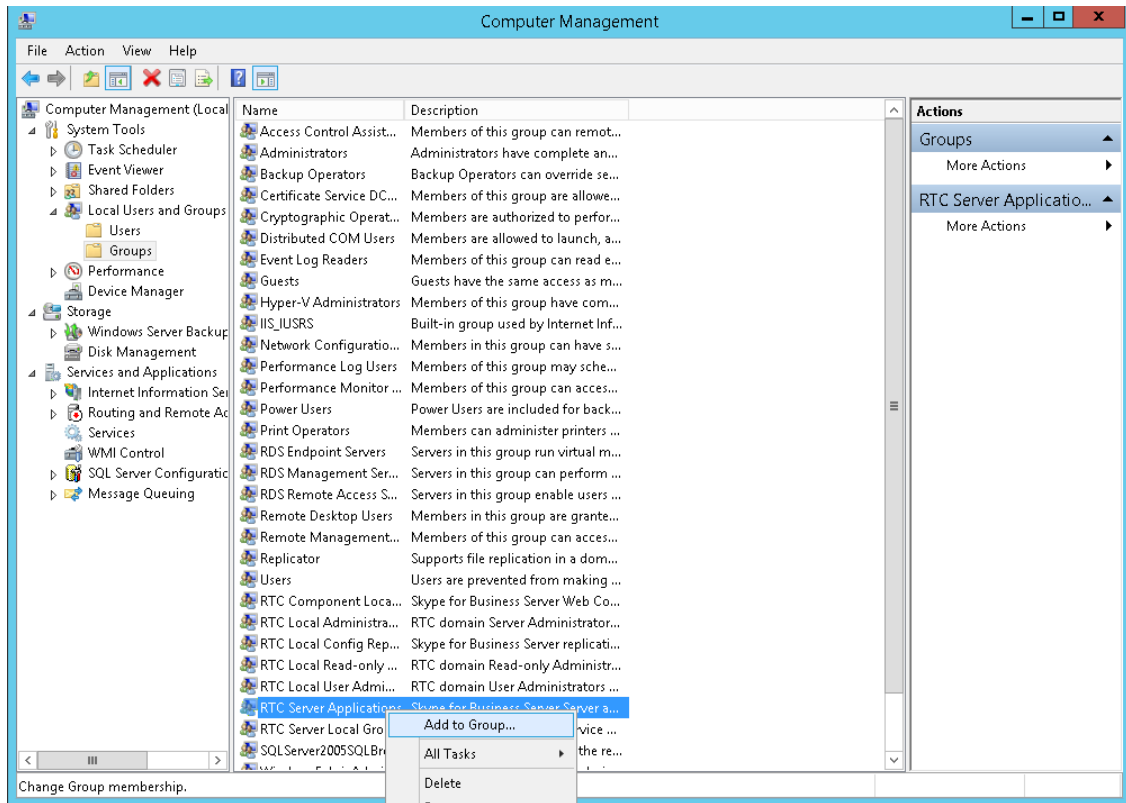 Computer Management
File Action View Help
Computer Management (Local
System Tools
Task Scheduler
Event Viewer
Shared Folders
Local Users and Groups
Users
Groups
Performance
Device Manager
Storage
Windows Server Backup
Disk Management
Services and Applications
Internet Information Ser
Routing and Remote Ac
Services
WMI Control
SQL Server Configuratic
Message Queuing
Name Description
Access Control Assist... Members of this group can remot...
Administrators Administrators have complete an...
Backup Operators Backup Operators can override se...
Certificate Service DC... Members of this group are allowe...
Cryptographic Operat... Members are authorized to perfor...
Distributed COM Users Members are allowed to launch, a...
Event Log Readers Members of this group can read e...
Guests Guests have the same access as m...
Hyper-V Administrators Members of this group have com...
IIS_IUSRS Built-in group used by Internet Inf...
Network Configuratio... Members in this group can have s...
Performance Log Users Members of this group may sche...
Performance Monitor ... Members of this group can acces...
Power Users Power Users are included for back...
Print Operators Members can administer printers ...
RDS Endpoint Servers Servers in this group run virtual m...
RDS Management Ser... Servers in this group can perform ...
RDS Remote Access S... Servers in this group enable users ...
Remote Desktop Users Members in this group are grante...
Remote Management... Members of this group can acces...
Replicator Supports file replication in a dom...
Users Users are prevented from making ...
RTC Component Loca... Skype for Business Server Web Co...
RTC Local Administra... RTC domain Server Administrator...
RTC Local Config Rep... Skype for Business Server replicati...
RTC Local Read-only ... RTC domain Read-only Administr...
RTC Local User Admi... RTC domain User Administrators ...
RTC Server Applications Skype for Business Server Server a...
RTC Server Local Gro vice ...
SQLServer2005SQLBr the re...
Add to Group...
All Tasks
Delete
Actions
Groups
More Actions
RTC Server Applicatio...
More Actions
Change Group membership.